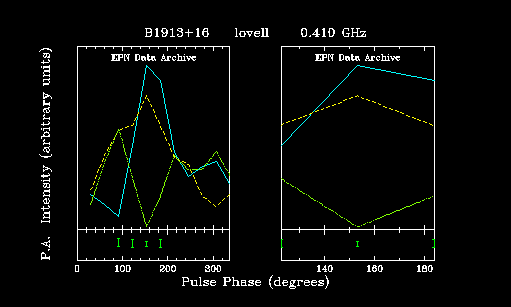 B1913+16 lovell 0.410 GHz
EPN Data Archive EPN Data Archive
Intensity (arbitrary units)
P.A.
0 100 200 300 140 160 180
Pulse Phase (degrees)